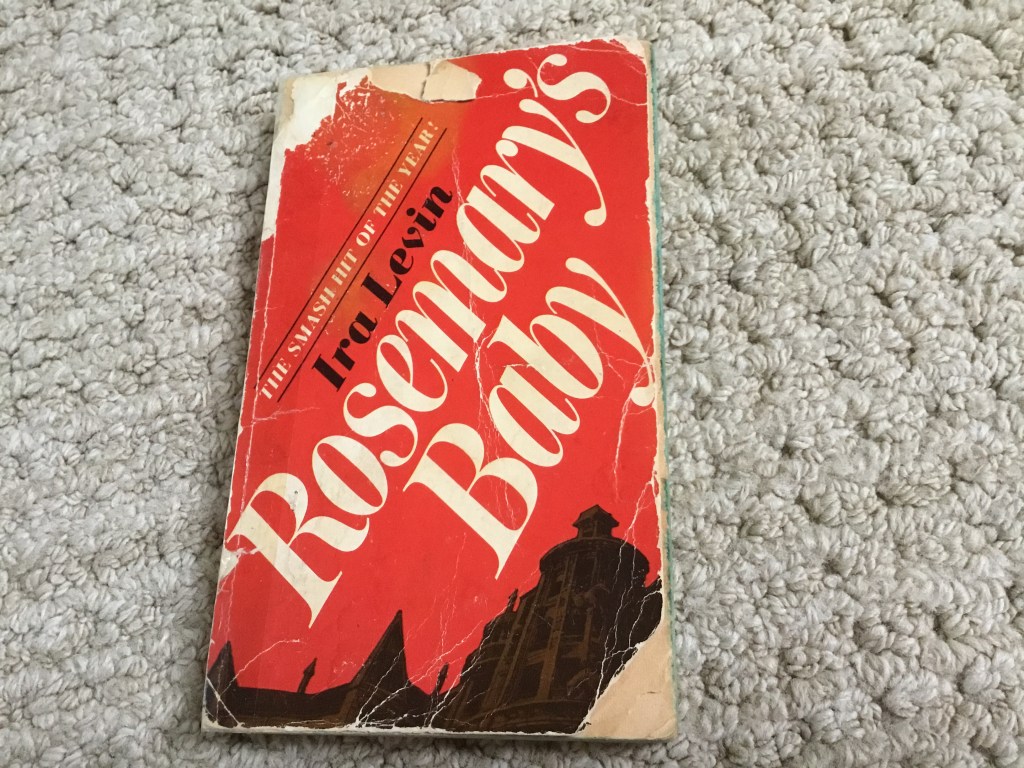 THE SMASH HIT OF THE YEAR!
Ira Levin
Rosemary's
Baby